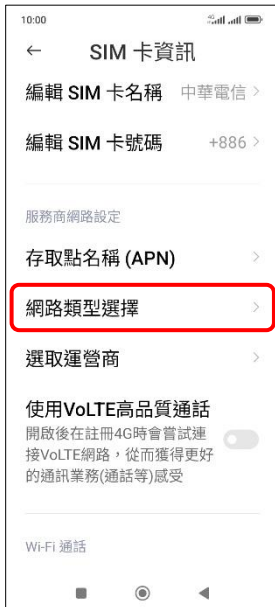 10:00
4G
← SIM 卡資訊
編輯 SIM 卡名稱 中華電信 >
編輯 SIM 卡號碼 +886 >
服務商網路設定
存取點名稱 (APN) >
網路類型選擇 >
選取運營商 >
使用VoLTE高品質通話
開啟後在註冊4G時會嘗試連
接VoLTE網路，從而獲得更好
的通訊業務(通話等)感受
Wi-Fi 通話